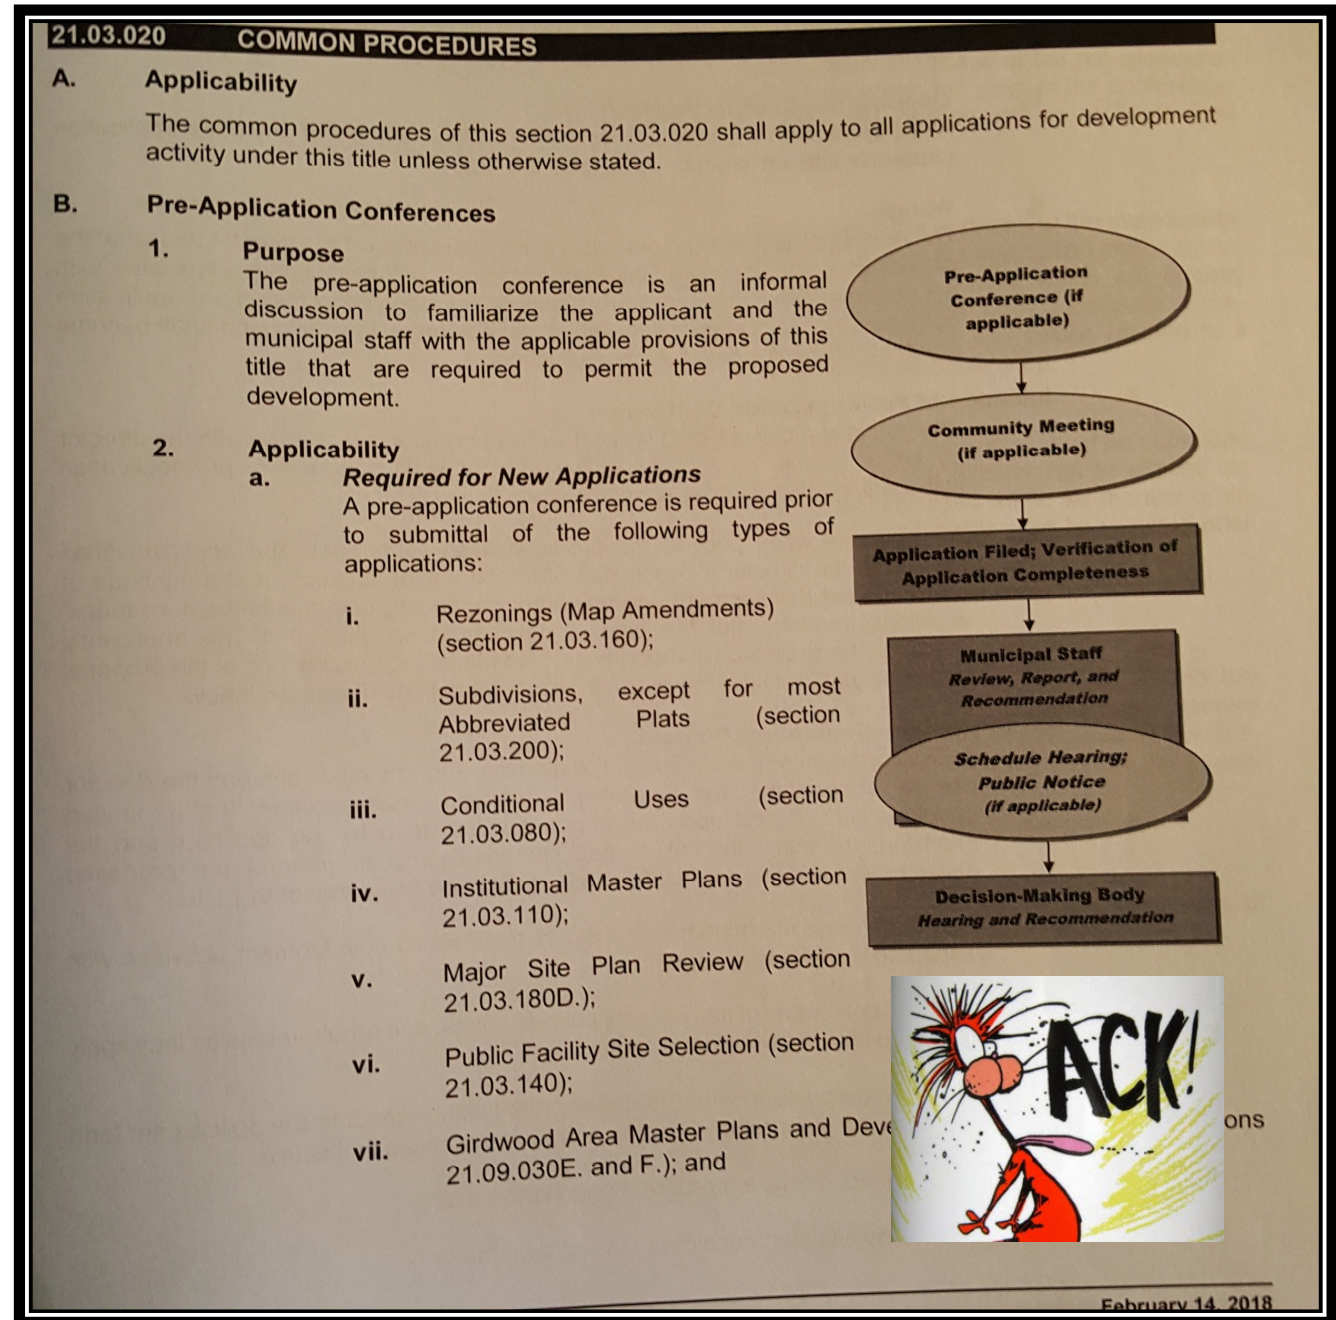 21.03.020 COMMON PROCEDURES
A. Applicability
The common procedures of this section 21.03.020 shall apply to all applications for development
activity under this title unless otherwise stated.
B. Pre-Application Conferences
1. Purpose
The pre-application conference is an informal
discussion to familiarize the applicant and the
municipal staff with the applicable provisions of this
title that are required to permit the proposed
development.
2. Applicability
a. Required for New Applications
A pre-application conference is required prior
to submittal of the following types of
applications:
i. Rezonings (Map Amendments)
(section 21.03.160);
ii. Subdivisions, except for most
Abbreviated Plats (section
21.03.200);
iii. Conditional Uses (section
21.03.080);
iv. Institutional Master Plans (section
21.03.110);
v. Major Site Plan Review (section
21.03.180D.);
vi. Public Facility Site Selection (section
21.03.140);
vii. Girdwood Area Master Plans and Deve ons
21.09.030E. and F.); and
Pre-Application
Conference (if
applicable)
Community Meeting
(if applicable)
Application Filed; Verification of
Application Completeness
Municipal Staff
Review, Report, and
Recommendation
Schedule Hearing;
Public Notice
(if applicable)
Decision-Making Body
Hearing and Recommendation
ACK!
February 14, 2018